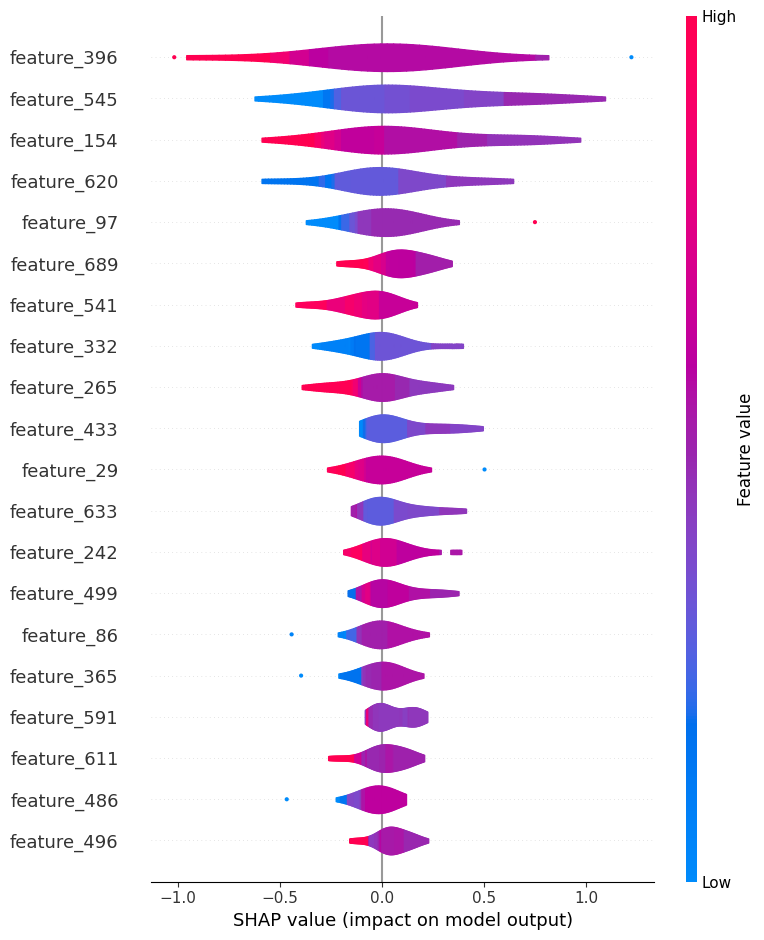 High
feature_396
feature_545
feature_154
feature_620
feature_97
feature_689
feature_541
feature_332
feature_265
feature_433
feature_29
feature_633
feature_242
feature_499
feature_86
feature_365
feature_591
feature_611
feature_486
feature_496
Feature value
Low
−1.0 −0.5 0.0 0.5 1.0
SHAP value (impact on model output)